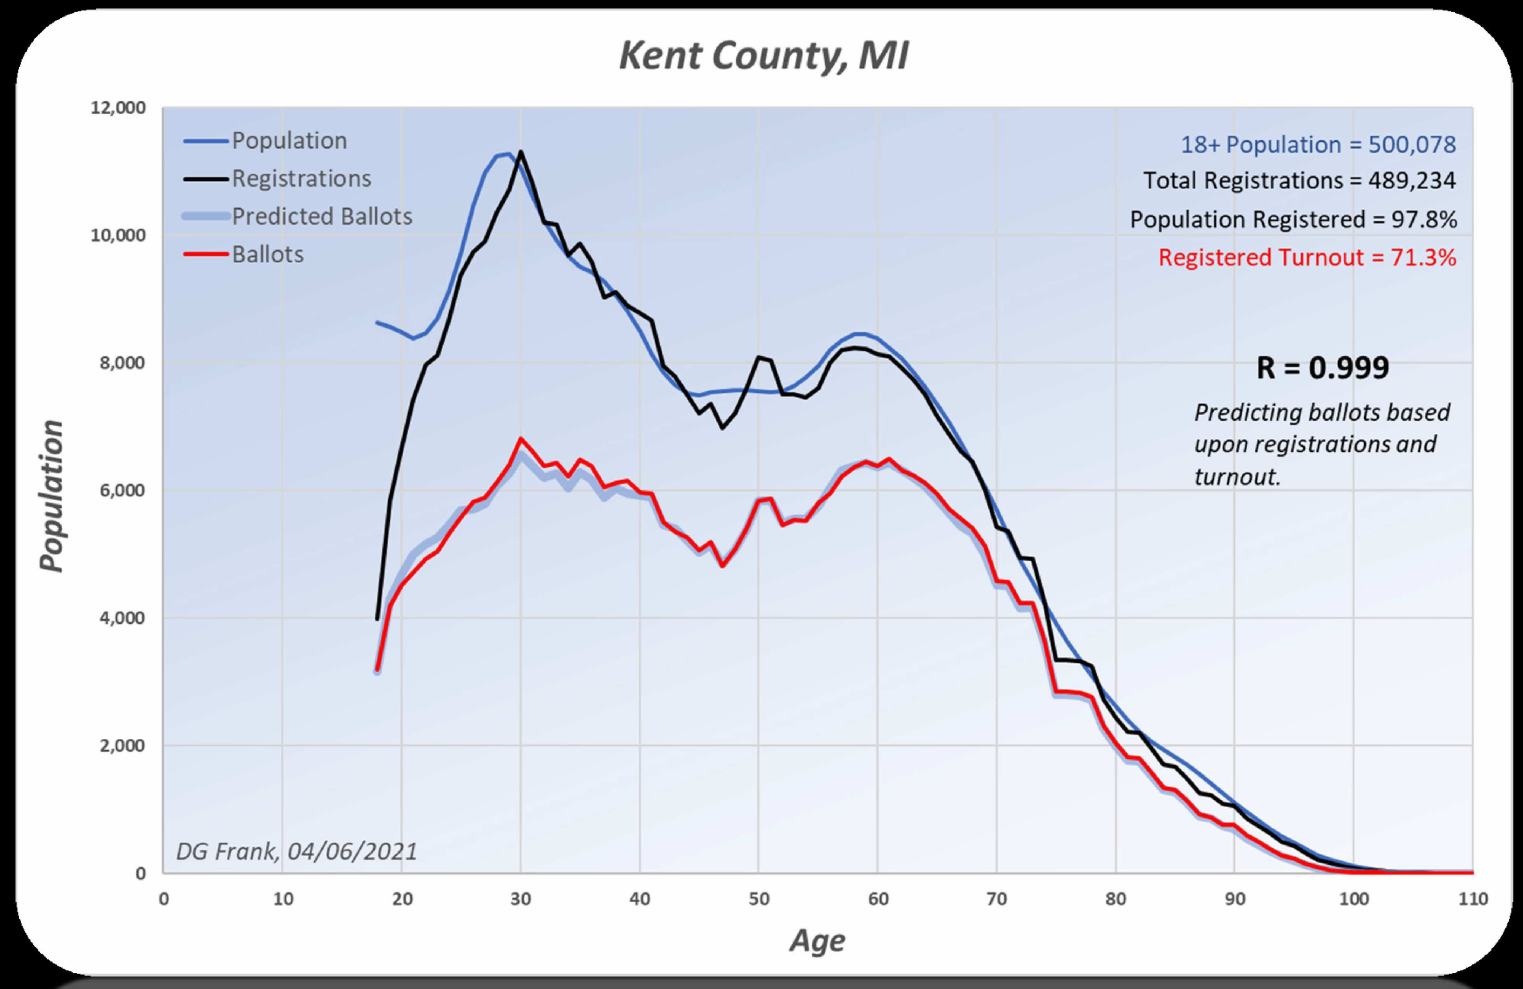 Kent County, MI
12,000
10,000
8,000
6,000
4,000
2,000
0
Population
Population
Registrations
Predicted Ballots
Ballots
18+ Population = 500,078
Total Registrations = 489,234
Population Registered = 97.8%
Registered Turnout = 71.3%
R = 0.999
Predicting ballots based
upon registrations and
turnout.
DG Frank, 04/06/2021
0 10 20 30 40 50 60 70 80 90 100 110
Age